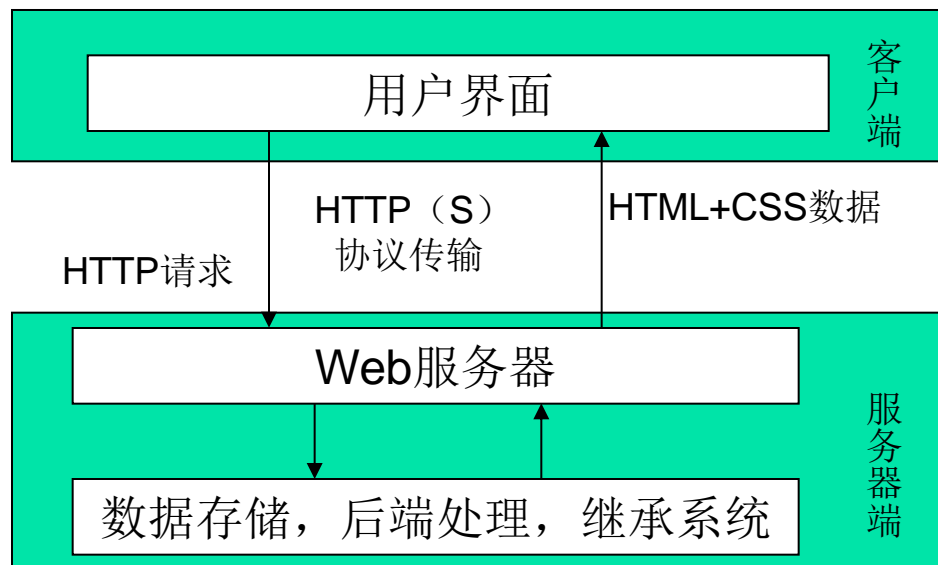 用户界面
客户端
HTTP（S）
协议传输
HTML+CSS数据
HTTP请求
Web服务器
服务器端
数据存储，后端处理，继承系统